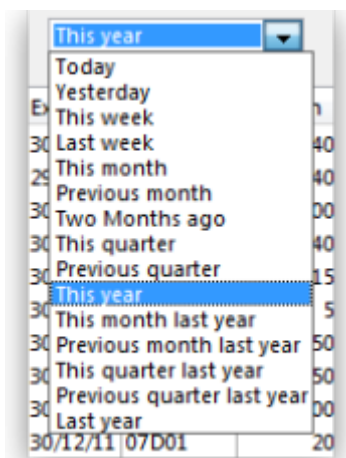 This year
Today
Yesterday
This week
Last week
This month
Previous month
Two Months ago
This quarter
Previous quarter
This year
This month last year
Previous month last year
This quarter last year
Previous quarter last year
Last year
30/12/11 07D01 20